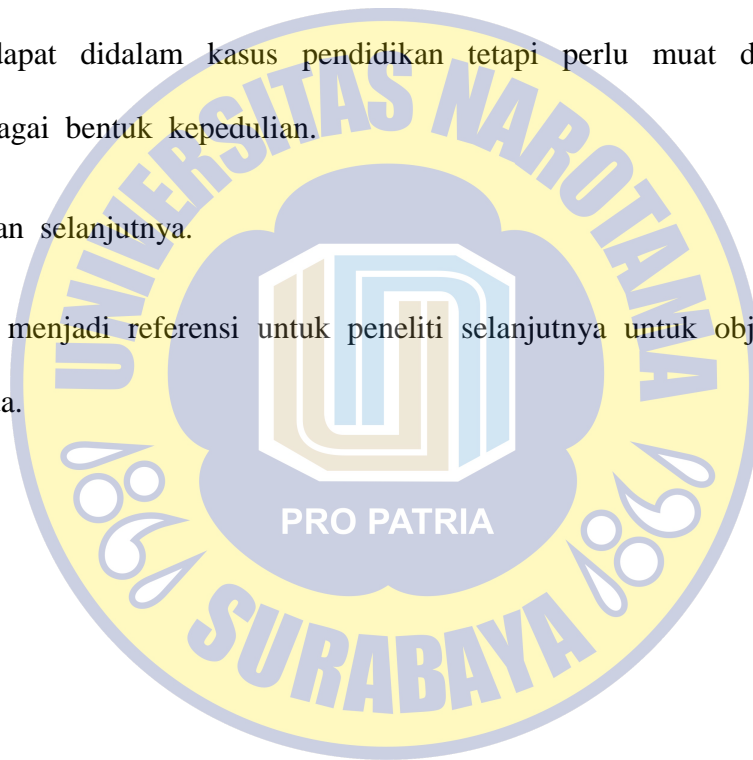 dapat didalam kasus pendidikan tetapi perlu muat
agai bentuk kepedulian.
an selanjutnya.
menjadi referensi untuk peneliti selanjutnya untuk
a.
UNIVERSITAS NAROTAMA
PRO PATRIA
SURABAYA